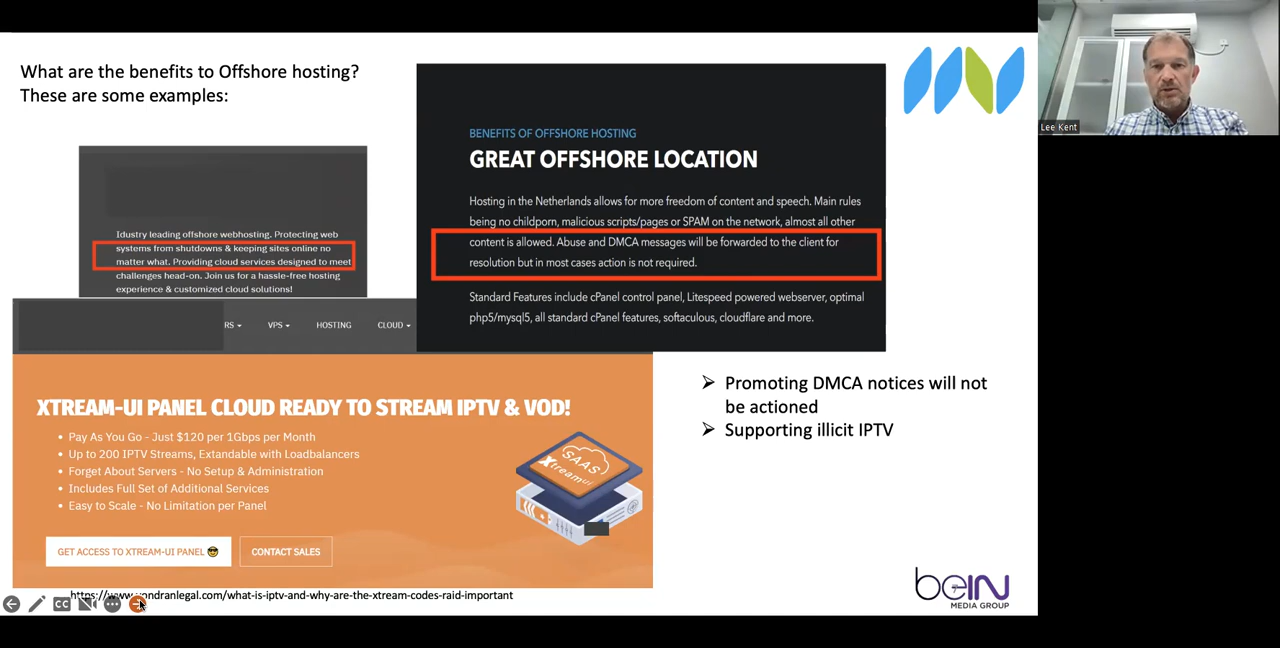 What are the benefits to Offshore hosting?
These are some examples:
Idustry leading offshore webhosting. Protecting web
systems from shutdowns & keeping sites online no
matter what. Providing cloud services designed to meet
challenges head-on. Join us for a hassle-free hosting
experience & customized cloud solutions!
BENEFITS OF OFFSHORE HOSTING
GREAT OFFSHORE LOCATION
Hosting in the Netherlands allows for more freedom of content and speech. Main rules
being no childporn, malicious scripts/pages or SPAM on the network, almost all other
content is allowed. Abuse and DMCA messages will be forwarded to the client for
resolution but in most cases action is not required.
Standard Features include cPanel control panel, Litespeed powered webserver, optimal
php5/mysql5, all standard cPanel features, softaculous, cloudflare and more.
RS VPS HOSTING CLOUD
XTREAM-UI PANEL CLOUD READY TO STREAM IPTV & VOD!
• Pay As You Go - Just $120 per 1Gbps per Month
• Up to 200 IPTV Streams, Extandable with Loadbalancers
• Forget About Servers - No Setup & Administration
• Includes Full Set of Additional Services
• Easy to Scale - No Limitation per Panel
GET ACCESS TO XTREAM-UI PANEL CONTACT SALES
SAAS
Xtreamui
➢ Promoting DMCA notices will not
be actioned
➢ Supporting illicit IPTV
CC
beIN
MEDIA GROUP
Lee Kent